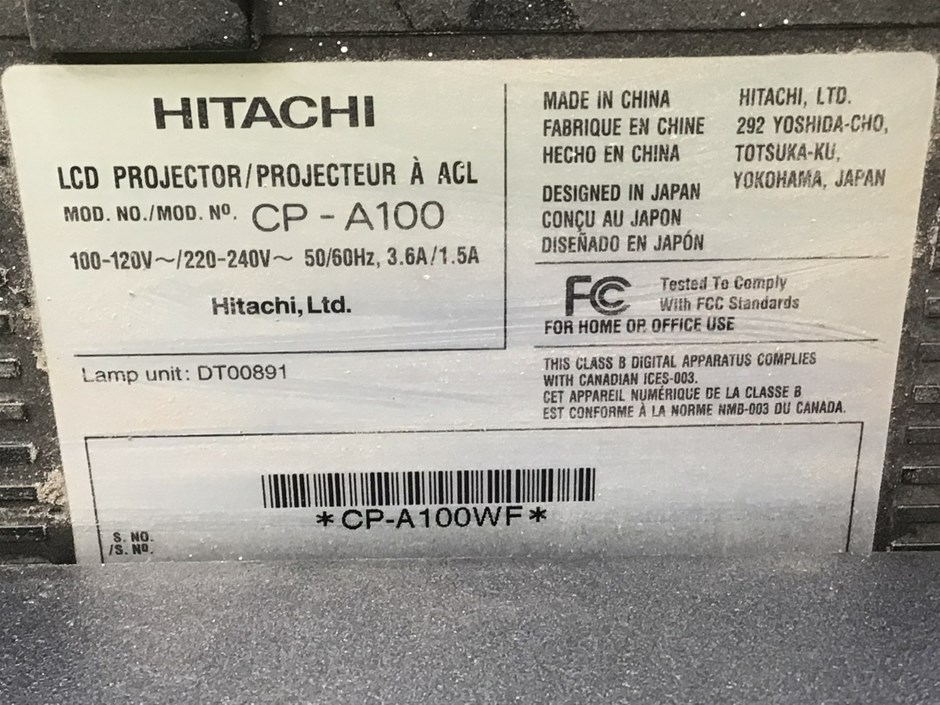 HITACHI
LCD PROJECTOR/PROJECTEUR À ACL
MOD. NO./MOD. Nº. CP-A100
100-120V~/220-240V~ 50/60Hz, 3.6A/1.5A
Hitachi, Ltd.
Lamp unit: DT00891
MADE IN CHINA
FABRIQUE EN CHINE
HECHO EN CHINA
DESIGNED IN JAPAN
CONÇU AU JAPON
DISEÑADO EN JAPÓN
HITACHI, LTD.
292 YOSHIDA-CHO,
TOTSUKA-KU,
YOKOHAMA, JAPAN
FC Tested To Comply
With FCC Standards
FOR HOME OR OFFICE USE
THIS CLASS B DIGITAL APPARATUS COMPLIES
WITH CANADIAN ICES-003.
CET APPAREIL NUMÉRIQUE DE LA CLASSE B
EST CONFORME À LA NORME NMB-003 DU CANADA.
*CP-A100WF*
S. NO.
/S. Nº.